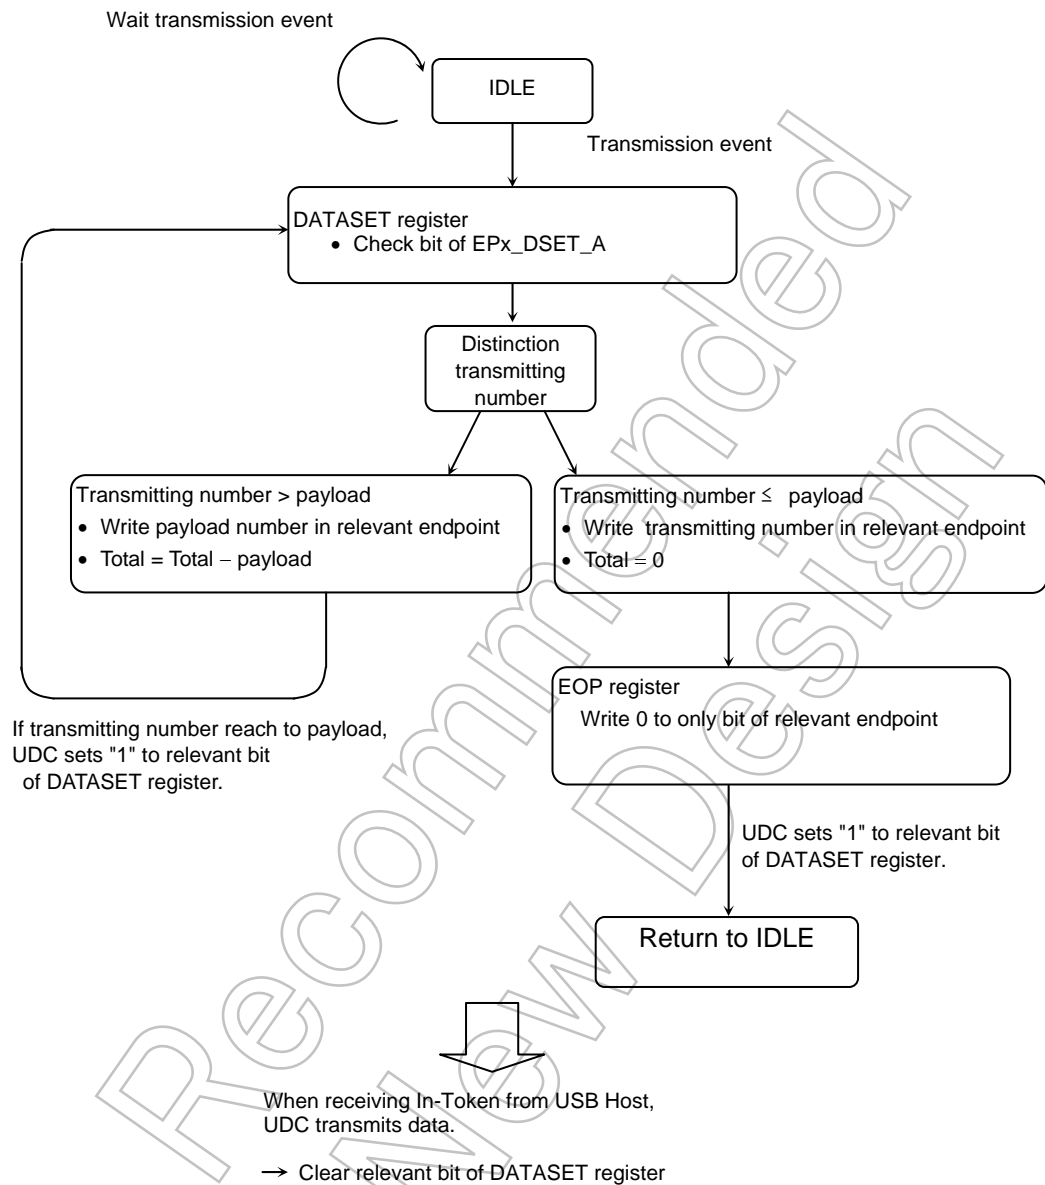 Wait transmission event
IDLE
Transmission event
DATASET register
• Check bit of EPx_DSET_A
Distinction
transmitting
number
Transmitting number > payload
• Write payload number in relevant endpoint
• Total = Total − payload
Transmitting number ≤ payload
• Write transmitting number in relevant endpoint
• Total = 0
EOP register
Write 0 to only bit of relevant endpoint
If transmitting number reach to payload,
UDC sets "1" to relevant bit
of DATASET register.
UDC sets "1" to relevant bit
of DATASET register.
Return to IDLE
When receiving In-Token from USB Host,
UDC transmits data.
→ Clear relevant bit of DATASET register
Recommended
New Design